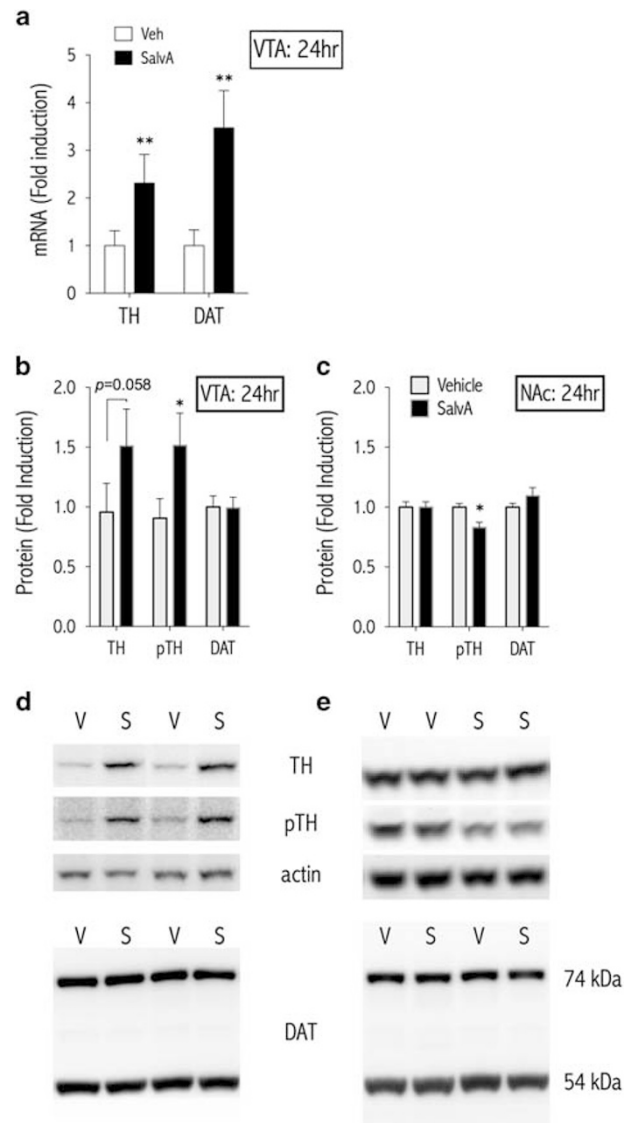 a
Veh
SalvA
VTA: 24hr
mRNA (Fold induction)
5
4
3
2
1
0
**
**
TH DAT
b
VTA: 24hr
Protein (Fold Induction)
2.0
1.5
1.0
0.5
0.0
p=0.058
*
TH pTH DAT
c
Vehicle
SalvA
NAc: 24hr
Protein (Fold Induction)
2.0
1.5
1.0
0.5
0.0
*
TH pTH DAT
d
V S V S
e
V V S S
TH
pTH
actin
V S V S
V S V S
74 kDa
DAT
54 kDa